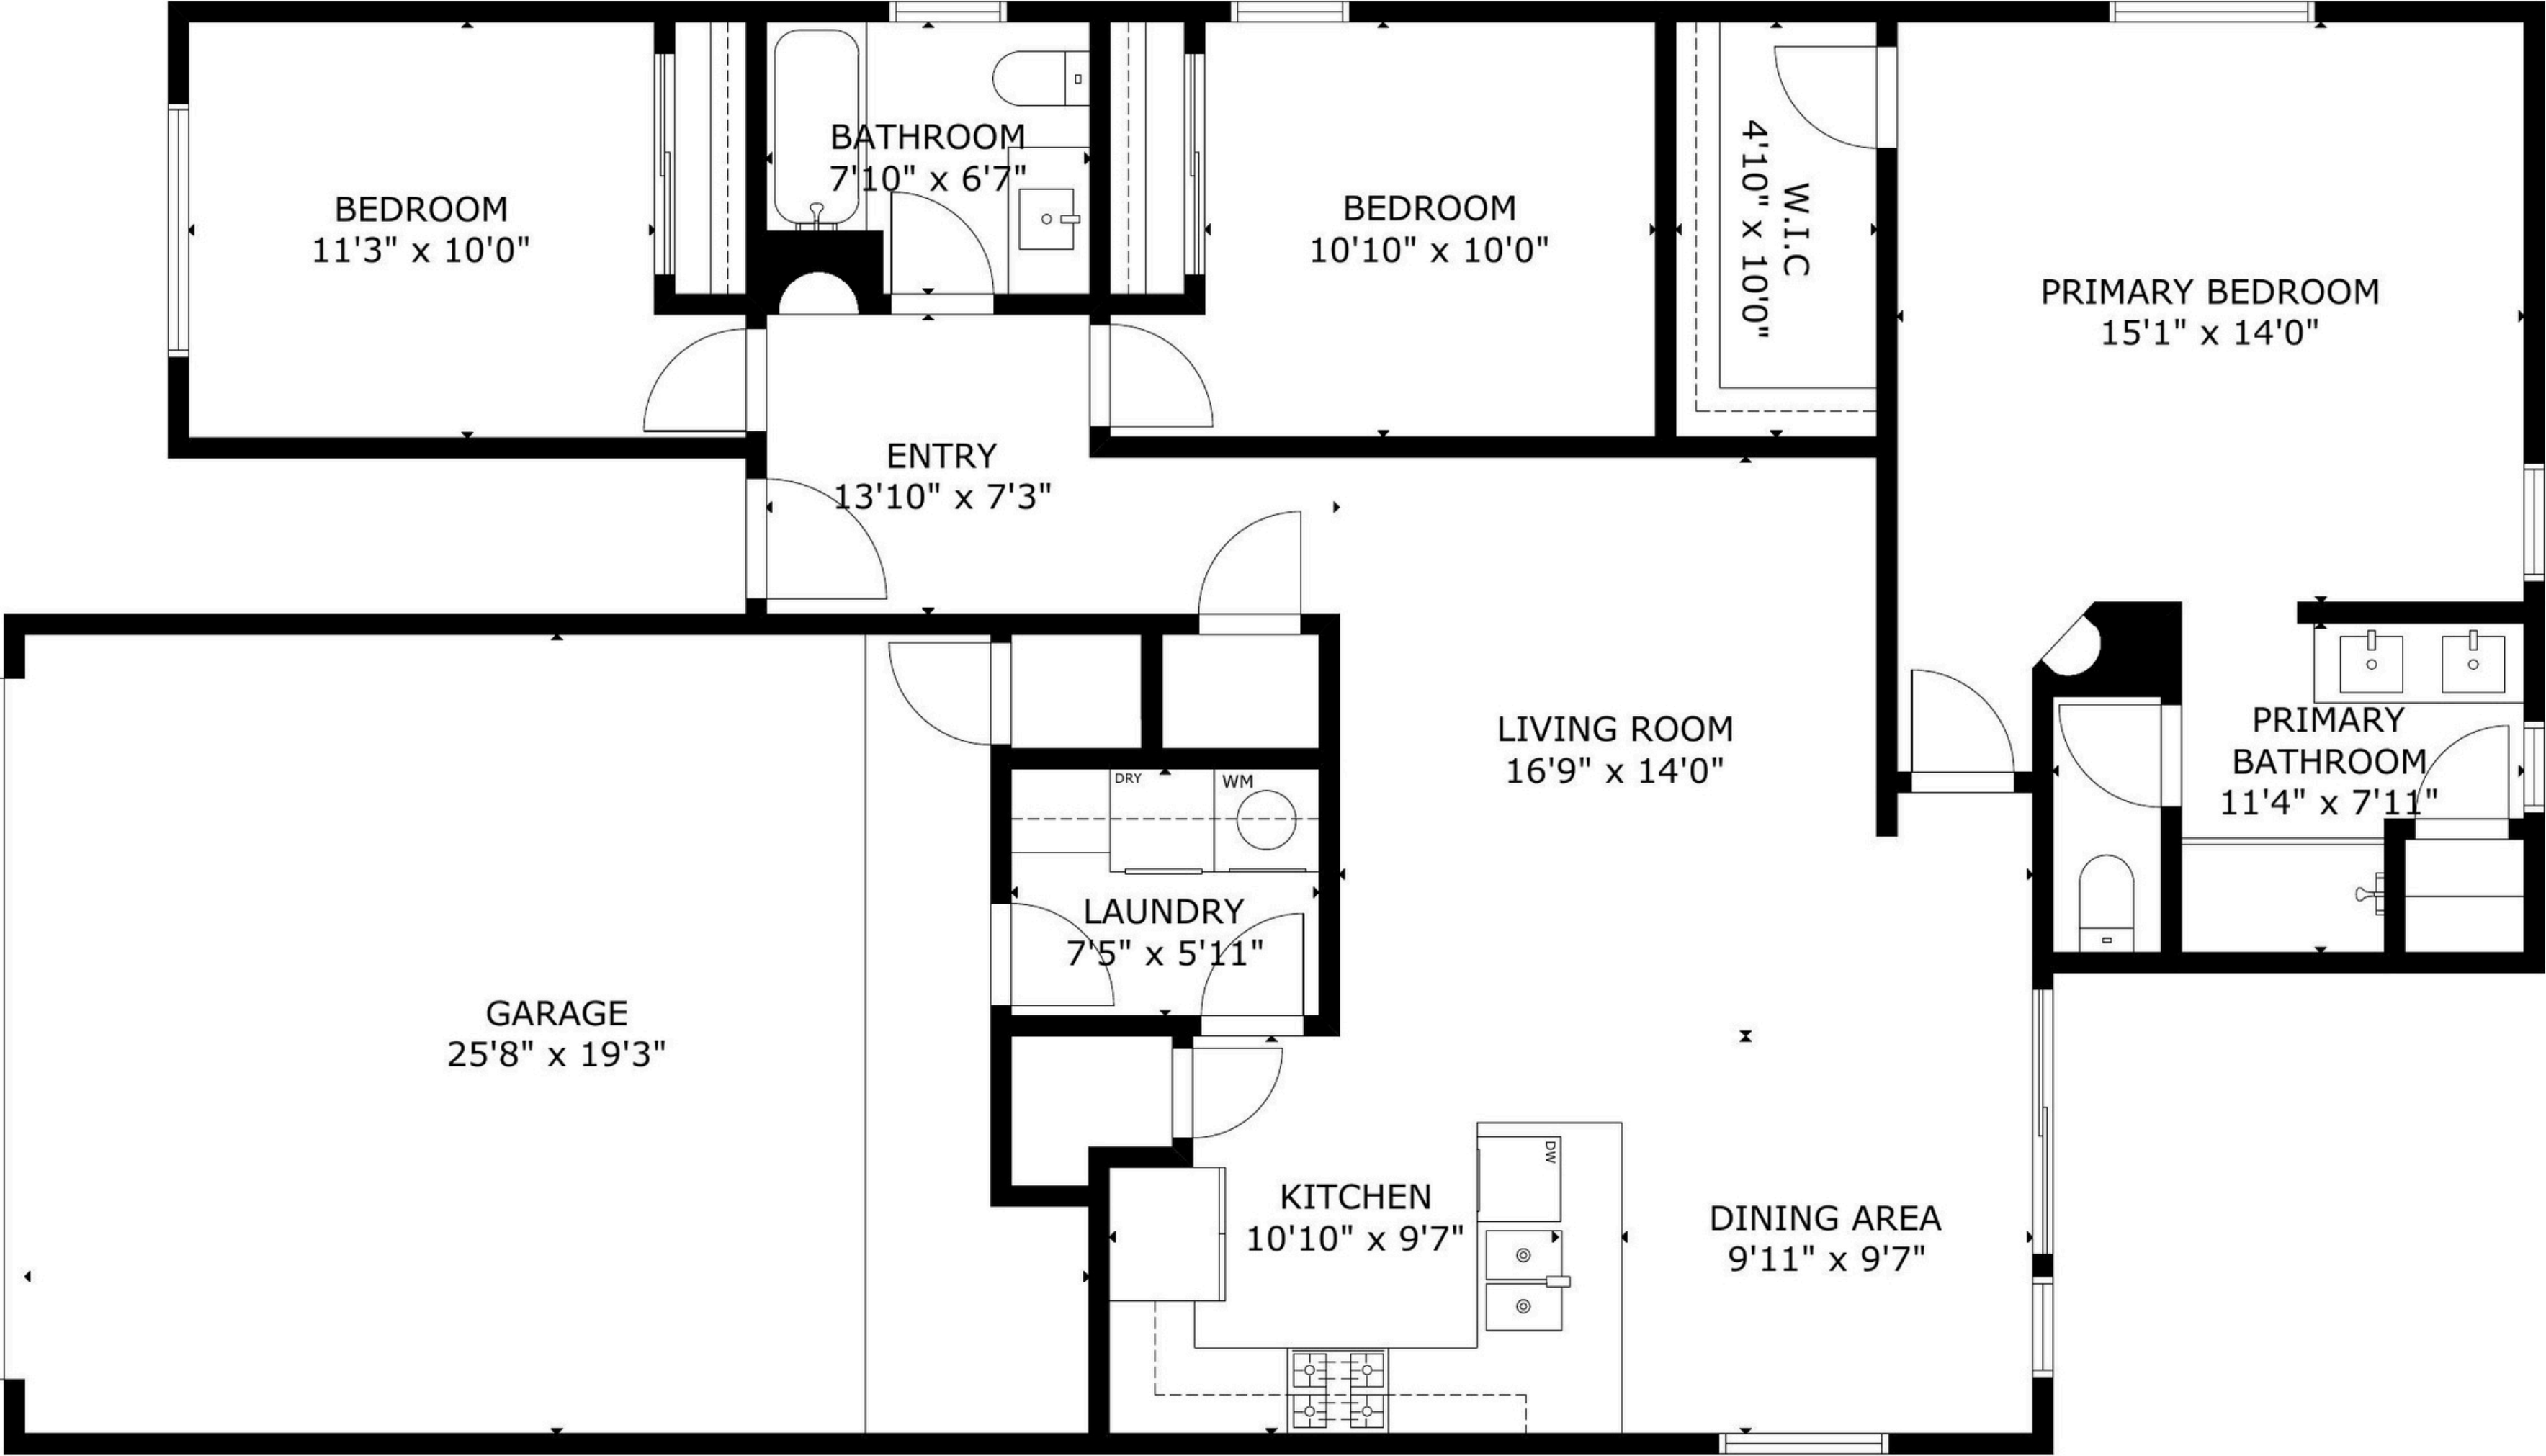 BEDROOM
11'3" x 10'0"
BATHROOM
7'10" x 6'7"
BEDROOM
10'10" x 10'0"
W.I.C
4'10" x 10'0"
PRIMARY BEDROOM
15'1" x 14'0"
ENTRY
13'10" x 7'3"
LIVING ROOM
16'9" x 14'0"
PRIMARY
BATHROOM
11'4" x 7'11"
DRY
WM
LAUNDRY
7'5" x 5'11"
GARAGE
25'8" x 19'3"
DW
KITCHEN
10'10" x 9'7"
DINING AREA
9'11" x 9'7"